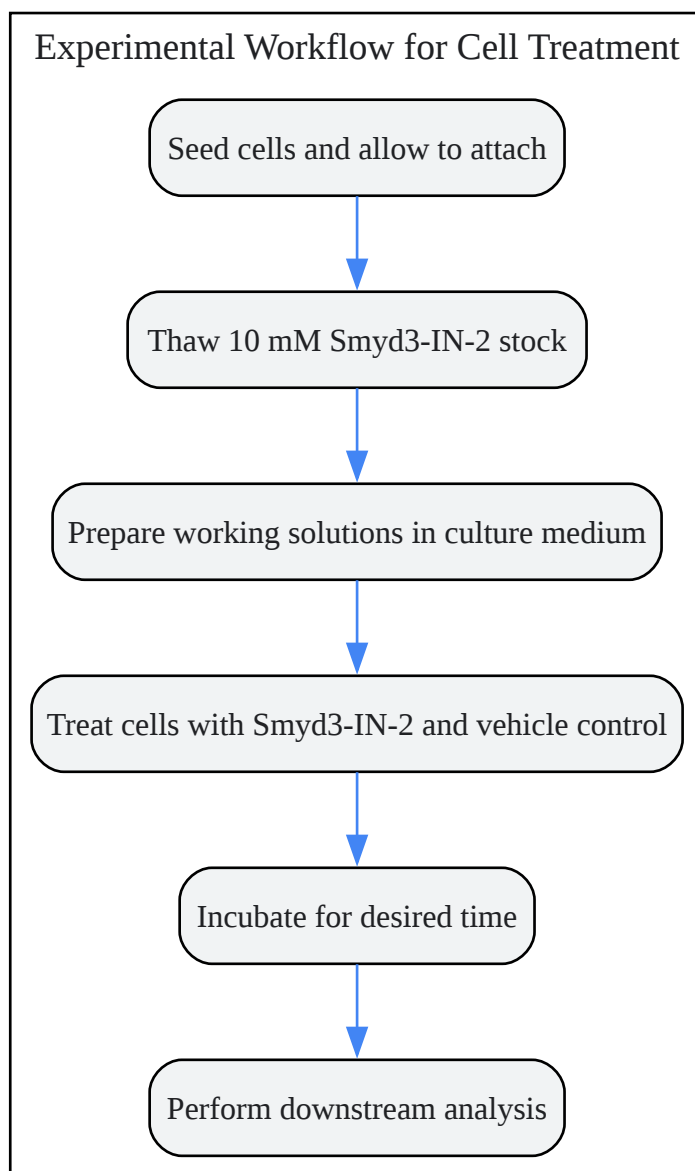 Experimental Workflow for Cell Treatment
Seed cells and allow to attach
Thaw 10 mM Smyd3-IN-2 stock
Prepare working solutions in culture medium
Treat cells with Smyd3-IN-2 and vehicle control
Incubate for desired time
Perform downstream analysis